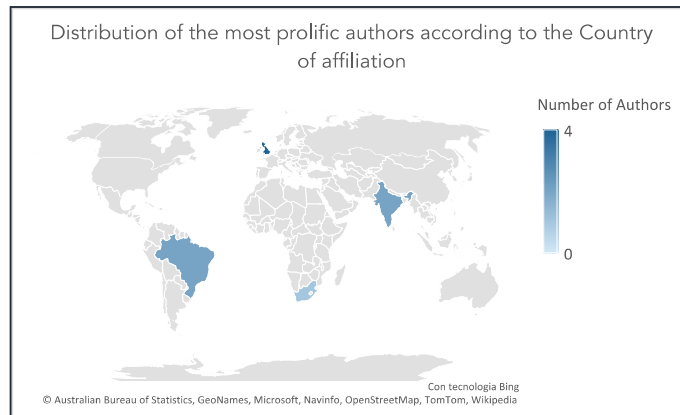 Distribution of the most prolific authors according to the Country
of affiliation
Number of Authors
4
0
Con tecnologia Bing
© Australian Bureau of Statistics, GeoNames, Microsoft, Navinfo, OpenStreetMap, TomTom, Wikipedia